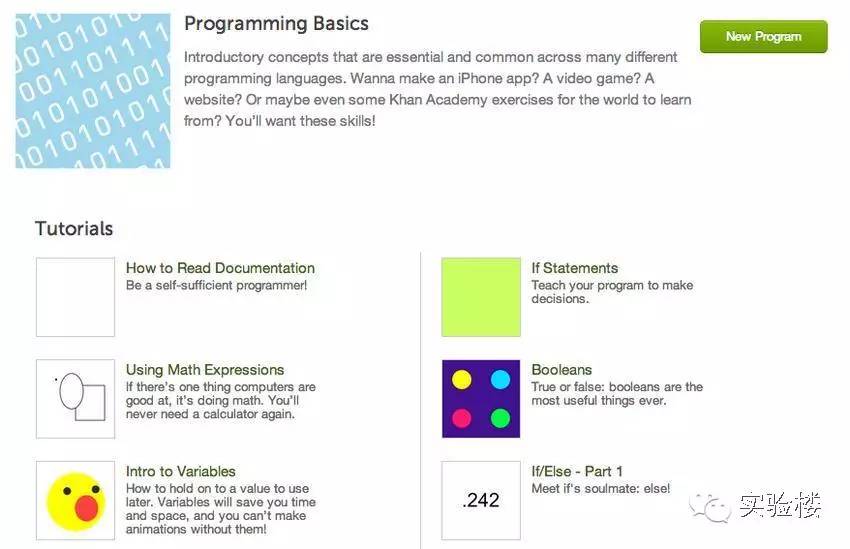 Programming Basics
New Program
Introductory concepts that are essential and common across many different
programming languages. Wanna make an iPhone app? A video game? A
website? Or maybe even some Khan Academy exercises for the world to learn
from? You'll want these skills!
Tutorials
How to Read Documentation
Be a self-sufficient programmer!
Using Math Expressions
If there's one thing computers are
good at, it's doing math. You'll
never need a calculator again.
Intro to Variables
How to hold on to a value to use
later. Variables will save you time
and space, and you can't make
animations without them!
If Statements
Teach your program to make
decisions.
Booleans
True or false: booleans are the
most useful things ever.
.242
If/Else - Part 1
Meet if's soulmate: else!
实验楼